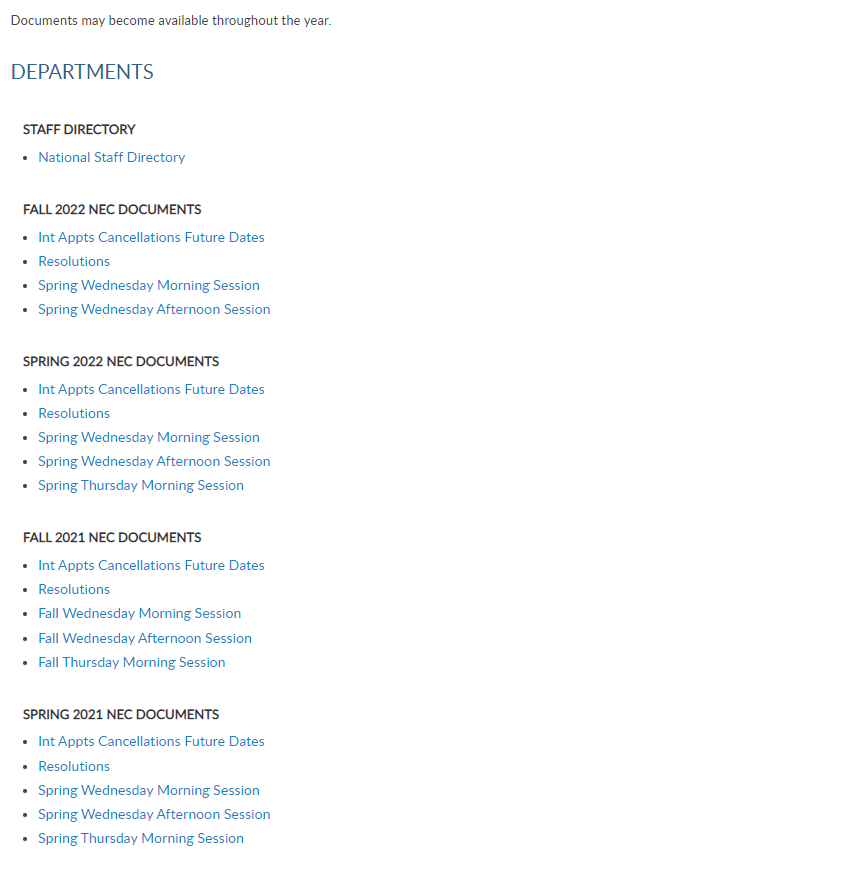 Documents may become available throughout the year.
DEPARTMENTS
STAFF DIRECTORY
National Staff Directory
FALL 2022 NEC DOCUMENTS
Int Appts Cancellations Future Dates
Resolutions
Spring Wednesday Morning Session
Spring Wednesday Afternoon Session
SPRING 2022 NEC DOCUMENTS
Int Appts Cancellations Future Dates
Resolutions
Spring Wednesday Morning Session
Spring Wednesday Afternoon Session
Spring Thursday Morning Session
FALL 2021 NEC DOCUMENTS
Int Appts Cancellations Future Dates
Resolutions
Fall Wednesday Morning Session
Fall Wednesday Afternoon Session
Fall Thursday Morning Session
SPRING 2021 NEC DOCUMENTS
Int Appts Cancellations Future Dates
Resolutions
Spring Wednesday Morning Session
Spring Wednesday Afternoon Session
Spring Thursday Morning Session